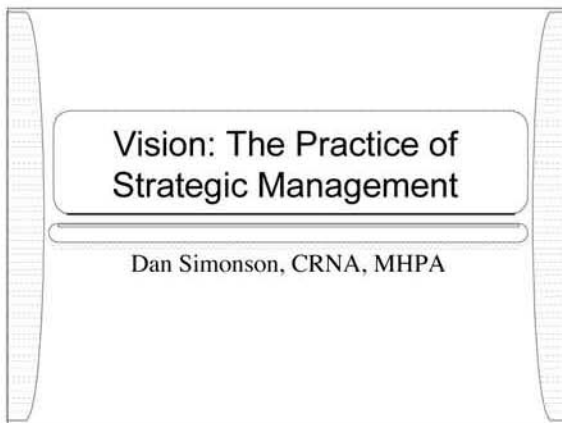 Vision: The Practice of
Strategic Management
Dan Simonson, CRNA, MHPA